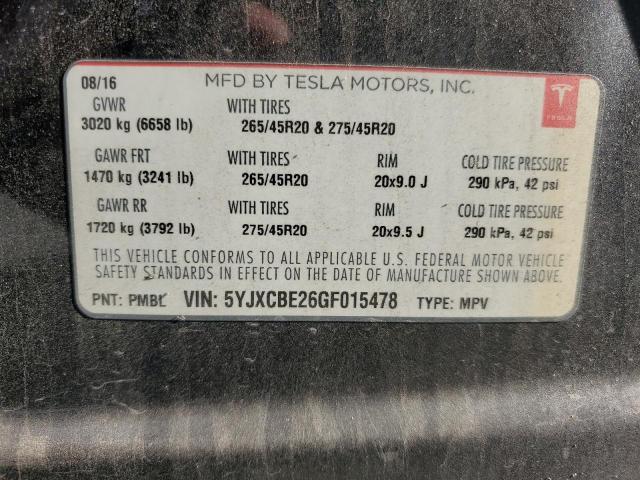 08/16 MFD BY TESLA MOTORS, INC.
GVWR WITH TIRES
3020 kg (6658 lb) 265/45R20 & 275/45R20
TESLA
GAWR FRT WITH TIRES RIM COLD TIRE PRESSURE
1470 kg (3241 lb) 265/45R20 20x9.0 J 290 kPa, 42 psi
GAWR RR WITH TIRES RIM COLD TIRE PRESSURE
1720 kg (3792 lb) 275/45R20 20x9.5 J 290 kPa, 42 psi
THIS VEHICLE CONFORMS TO ALL APPLICABLE U.S. FEDERAL MOTOR VEHICLE
SAFETY STANDARDS IN EFFECT ON THE DATE OF MANUFACTURE SHOWN ABOVE.
PNT: PMBL VIN: 5YJXCBE26GF015478 TYPE: MPV